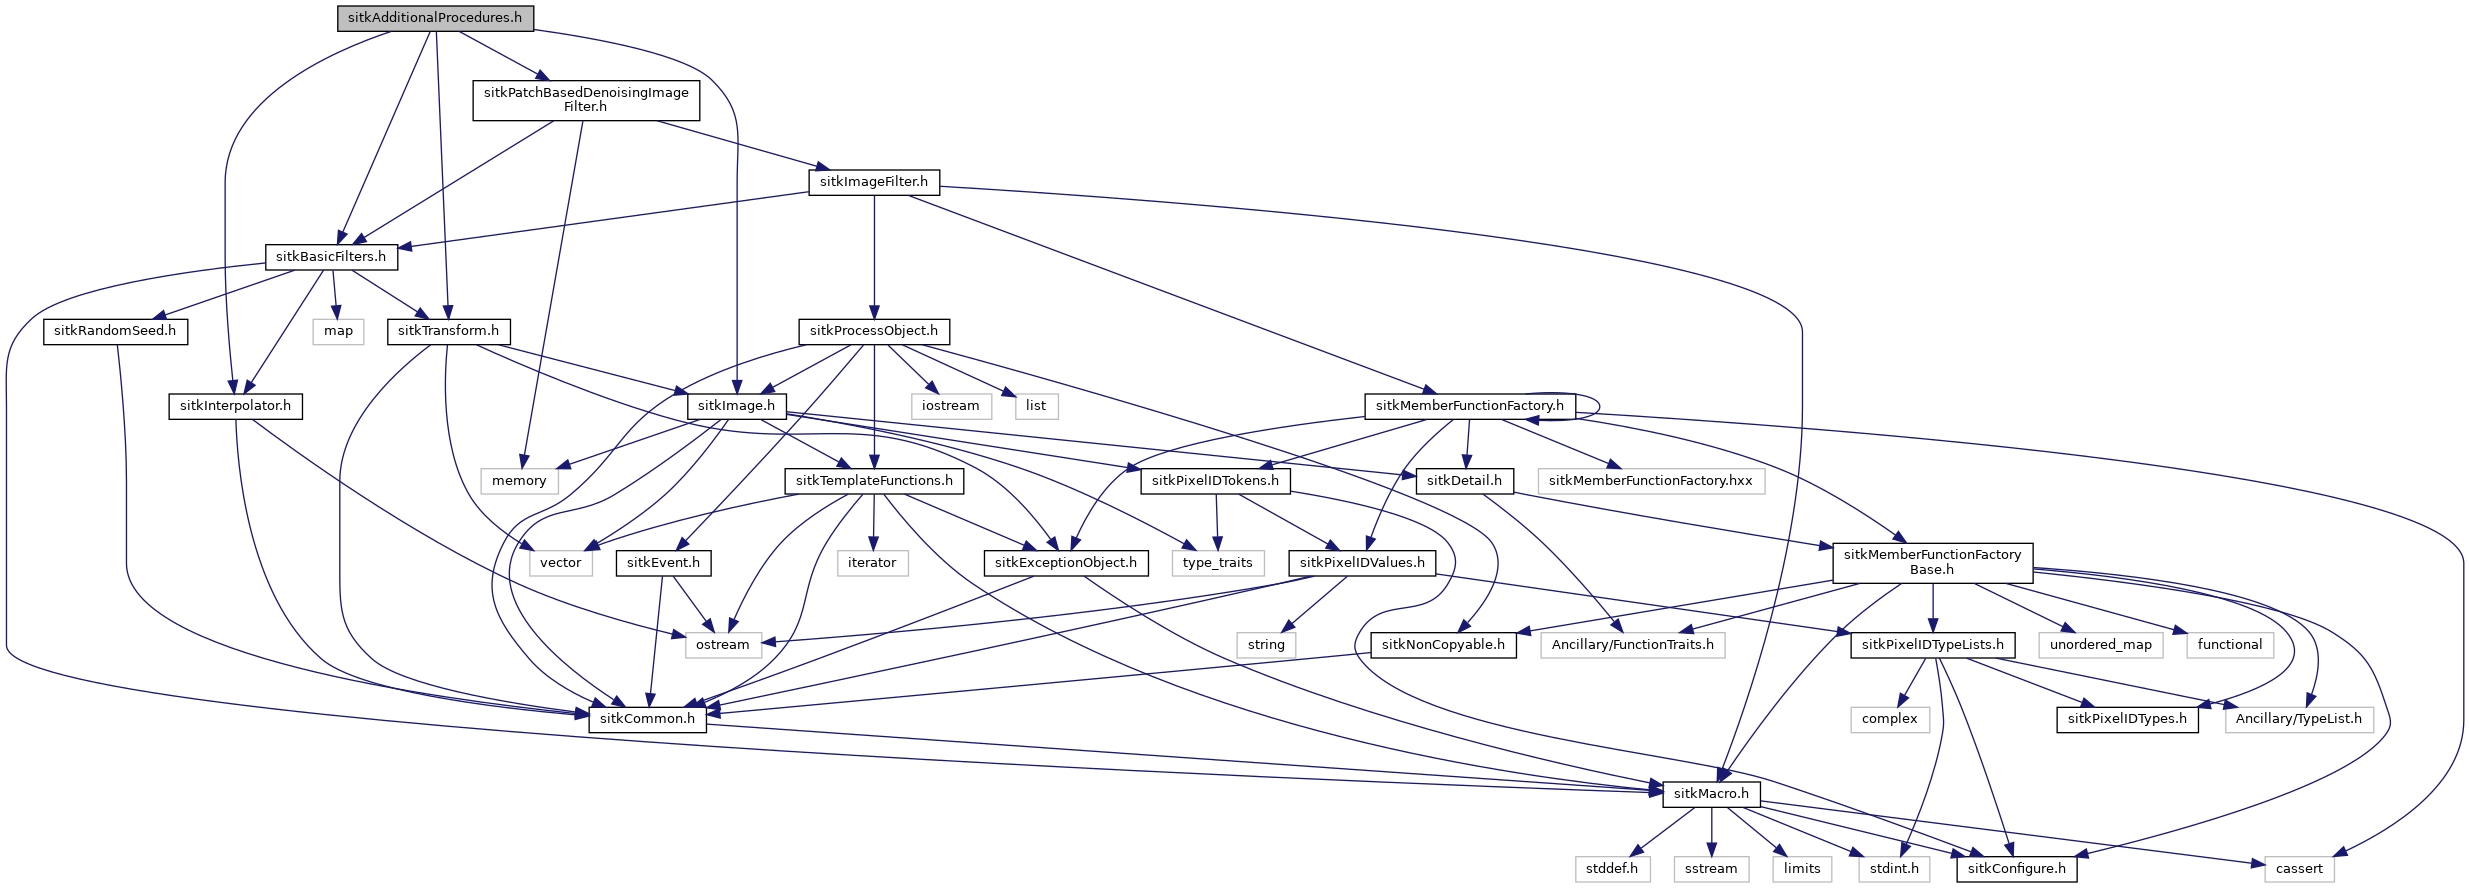 sitkAdditionalProcedures.h
sitkPatchBasedDenoisingImage
Filter.h
sitkImageFilter.h
sitkBasicFilters.h
sitkRandomSeed.h
map
sitkTransform.h
sitkProcessObject.h
sitkInterpolator.h
sitkImage.h
iostream
list
sitkMemberFunctionFactory.h
memory
sitkTemplateFunctions.h
sitkPixelIDTokens.h
sitkDetail.h
sitkMemberFunctionFactory.hxx
vector
sitkEvent.h
iterator
sitkExceptionObject.h
type_traits
sitkPixelIDValues.h
sitkMemberFunctionFactory
Base.h
ostream
string
sitkNonCopyable.h
Ancillary/FunctionTraits.h
sitkPixelIDTypeLists.h
unordered_map
functional
sitkCommon.h
complex
sitkPixelIDTypes.h
Ancillary/TypeList.h
sitkMacro.h
stddef.h
sstream
limits
stdint.h
sitkConfigure.h
cassert